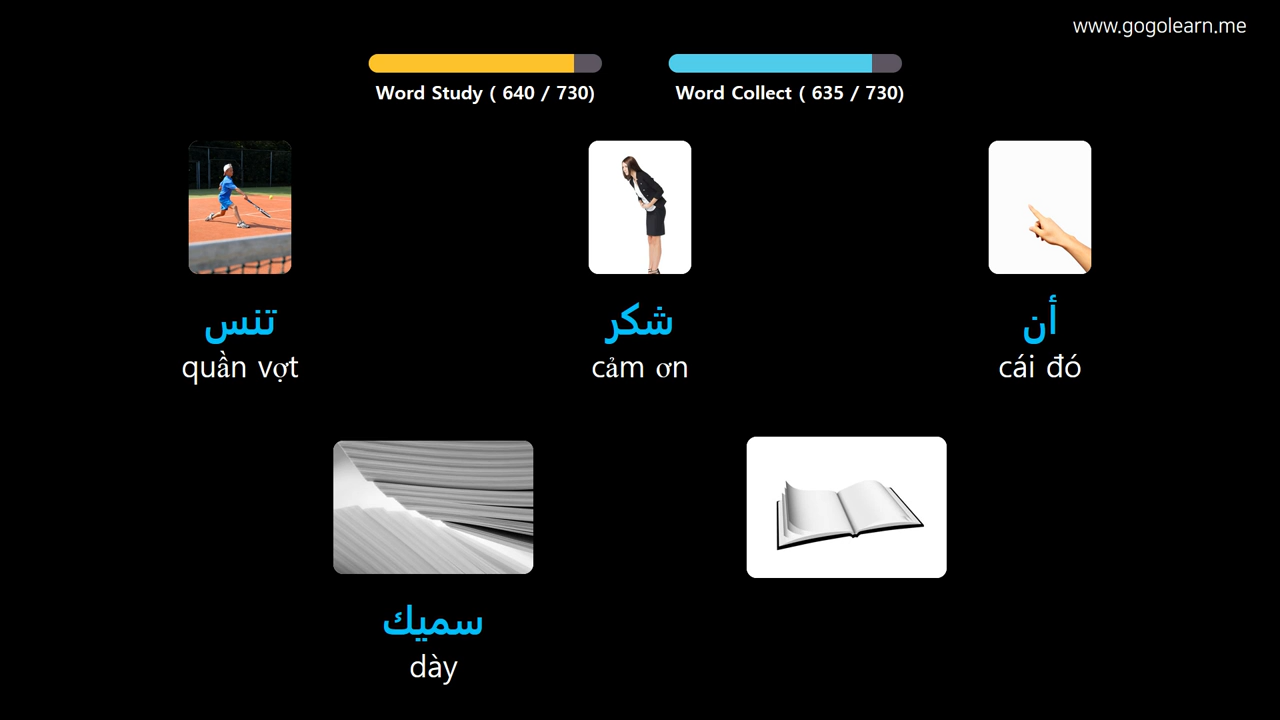 www.gogolearn.me
Word Study ( 640 / 730)
Word Collect ( 635 / 730)
تنس
quần vợt
شكر
cảm ơn
أن
cái đó
سميك
dày